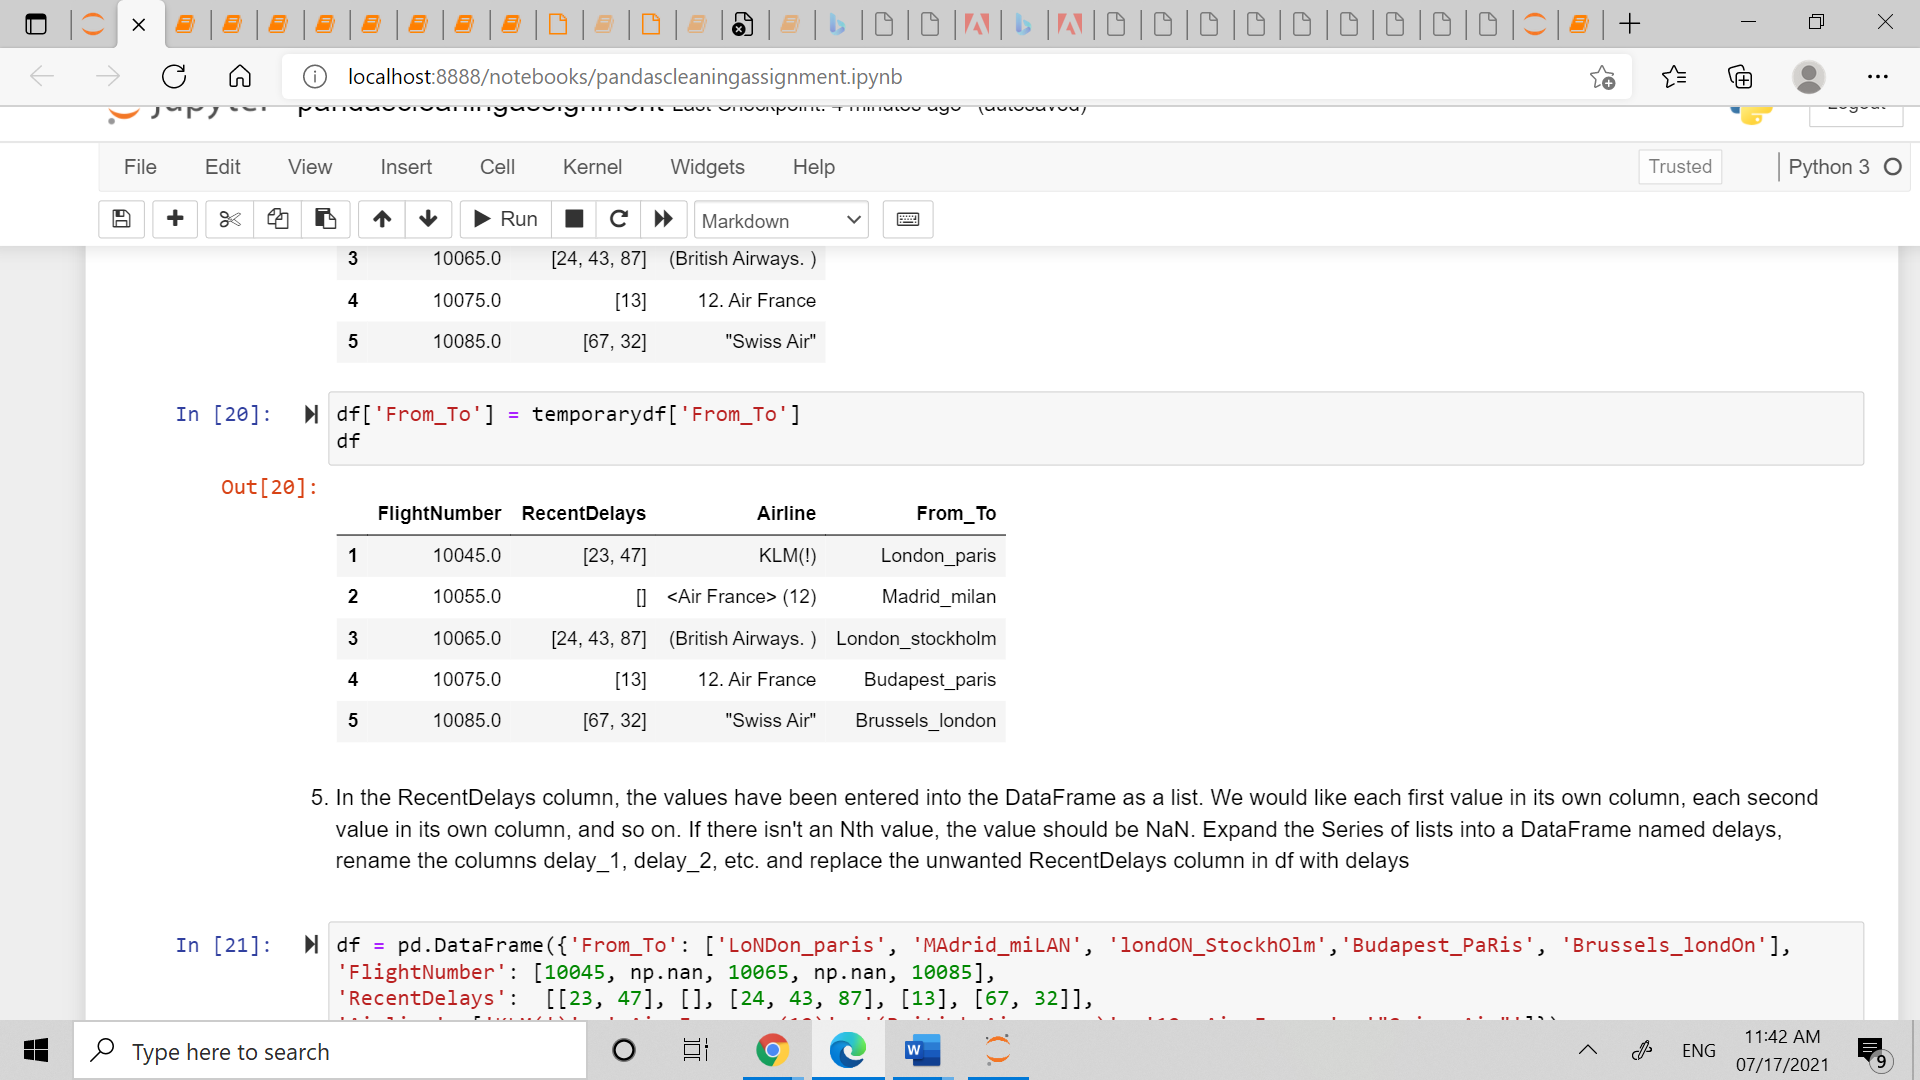 localhost:8888/notebooks/pandascleaningassignment.ipynb
jupyter pandascleaningassignment Last Checkpoint: 4 minutes ago (autosaved) Logout
File Edit View Insert Cell Kernel Widgets Help Trusted Python 3
Run Markdown
3 10065.0 [24, 43, 87] (British Airways. )
4 10075.0 [13] 12. Air France
5 10085.0 [67, 32] "Swiss Air"
In [20]: df['From_To'] = temporarydf['From_To']
df
Out[20]:
FlightNumber RecentDelays Airline From_To
1 10045.0 [23, 47] KLM(!) London_paris
2 10055.0 [] <Air France> (12) Madrid_milan
3 10065.0 [24, 43, 87] (British Airways. ) London_stockholm
4 10075.0 [13] 12. Air France Budapest_paris
5 10085.0 [67, 32] "Swiss Air" Brussels_london
5. In the RecentDelays column, the values have been entered into the DataFrame as a list. We would like each first value in its own column, each second
value in its own column, and so on. If there isn't an Nth value, the value should be NaN. Expand the Series of lists into a DataFrame named delays,
rename the columns delay_1, delay_2, etc. and replace the unwanted RecentDelays column in df with delays
In [21]: df = pd.DataFrame({'From_To': ['LoNDon_paris', 'MAdrid_miLAN', 'londON_StockhOlm','Budapest_PaRis', 'Brussels_londOn'],
'FlightNumber': [10045, np.nan, 10065, np.nan, 10085],
'RecentDelays': [[23, 47], [], [24, 43, 87], [13], [67, 32]],
Type here to search
W
ENG
11:42 AM
07/17/2021
9